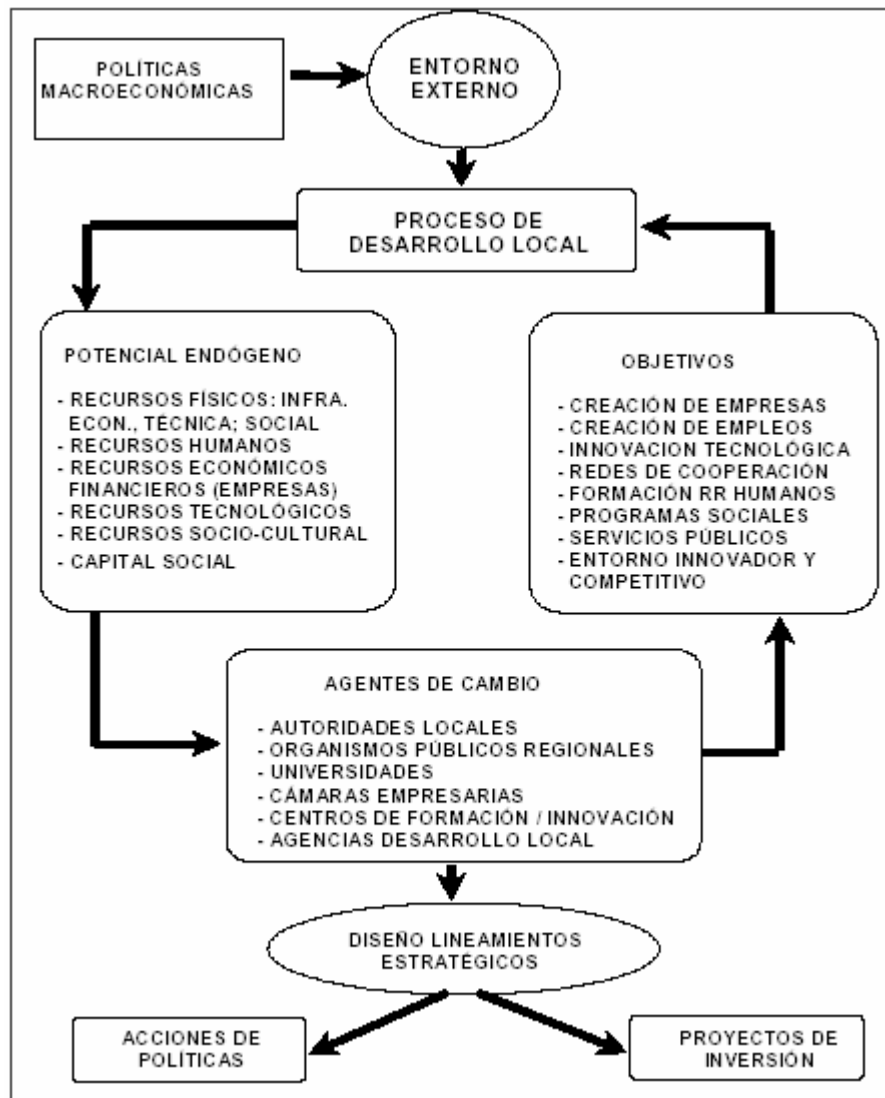 POLÍTICAS
MACROECONÓMICAS
ENTORNO
EXTERNO
PROCESO DE
DESARROLLO LOCAL
POTENCIAL ENDÓGENO
- RECURSOS FÍSICOS: INFRA.
ECON., TÉCNICA; SOCIAL
- RECURSOS HUMANOS
- RECURSOS ECONÓMICOS
FINANCIEROS (EMPRESAS)
- RECURSOS TECNOLÓGICOS
- RECURSOS SOCIO-CULTURAL
- CAPITAL SOCIAL
OBJETIVOS
- CREACIÓN DE EMPRESAS
- CREACIÓN DE EMPLEOS
- INNOVACION TECNOLÓGICA
- REDES DE COOPERACIÓN
- FORMACIÓN RR HUMANOS
- PROGRAMAS SOCIALES
- SERVICIOS PÚBLICOS
- ENTORNO INNOVADOR Y
COMPETITIVO
AGENTES DE CAMBIO
- AUTORIDADES LOCALES
- ORGANISMOS PÚBLICOS REGIONALES
- UNIVERSIDADES
- CÁMARAS EMPRESARIAS
- CENTROS DE FORMACIÓN / INNOVACIÓN
- AGENCIAS DESARROLLO LOCAL
DISEÑO LINEAMIENTOS
ESTRATÉGICOS
ACCIONES DE
POLÍTICAS
PROYECTOS DE
INVERSIÓN